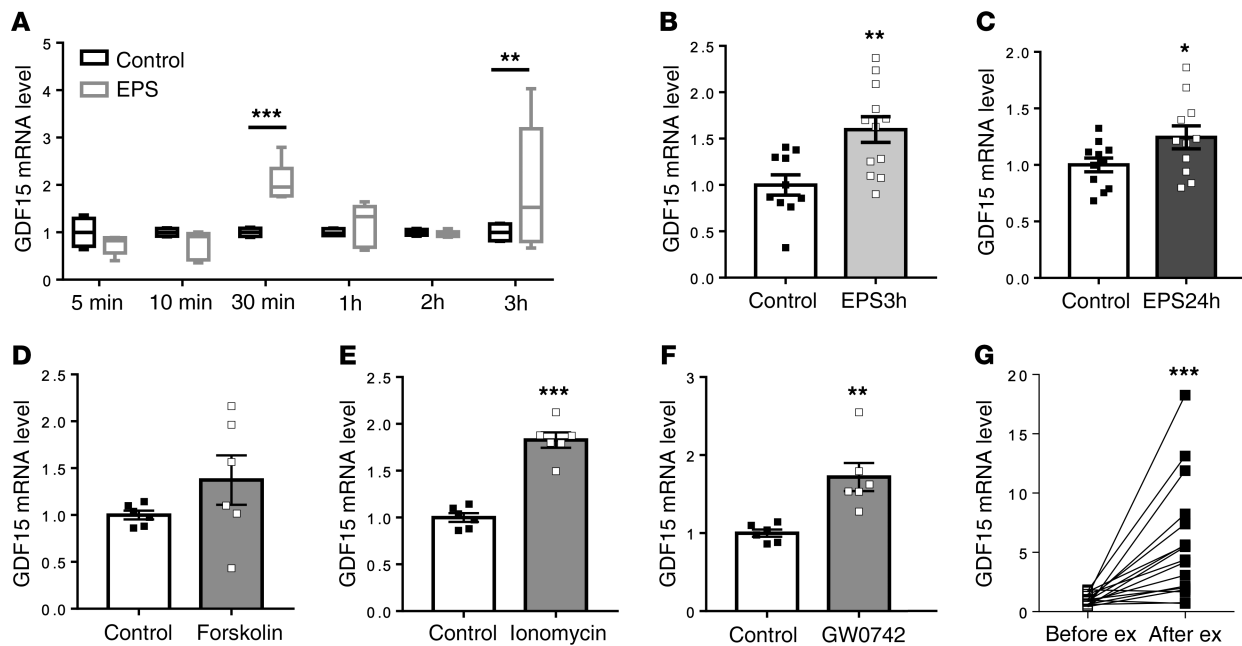 A
GDF15 mRNA level
5
4
3
2
1
0
Control
EPS
***
**
5 min 10 min 30 min 1h 2h 3h
B
GDF15 mRNA level
2.5
2.0
1.5
1.0
0.5
0.0
**
Control EPS3h
C
GDF15 mRNA level
2.0
1.5
1.0
0.5
0.0
*
Control EPS24h
D
GDF15 mRNA level
2.5
2.0
1.5
1.0
0.5
0.0
Control Forskolin
E
GDF15 mRNA level
2.5
2.0
1.5
1.0
0.5
0.0
***
Control Ionomycin
F
GDF15 mRNA level
3
2
1
0
**
Control GW0742
G
GDF15 mRNA level
20
15
10
5
0
***
Before ex After ex